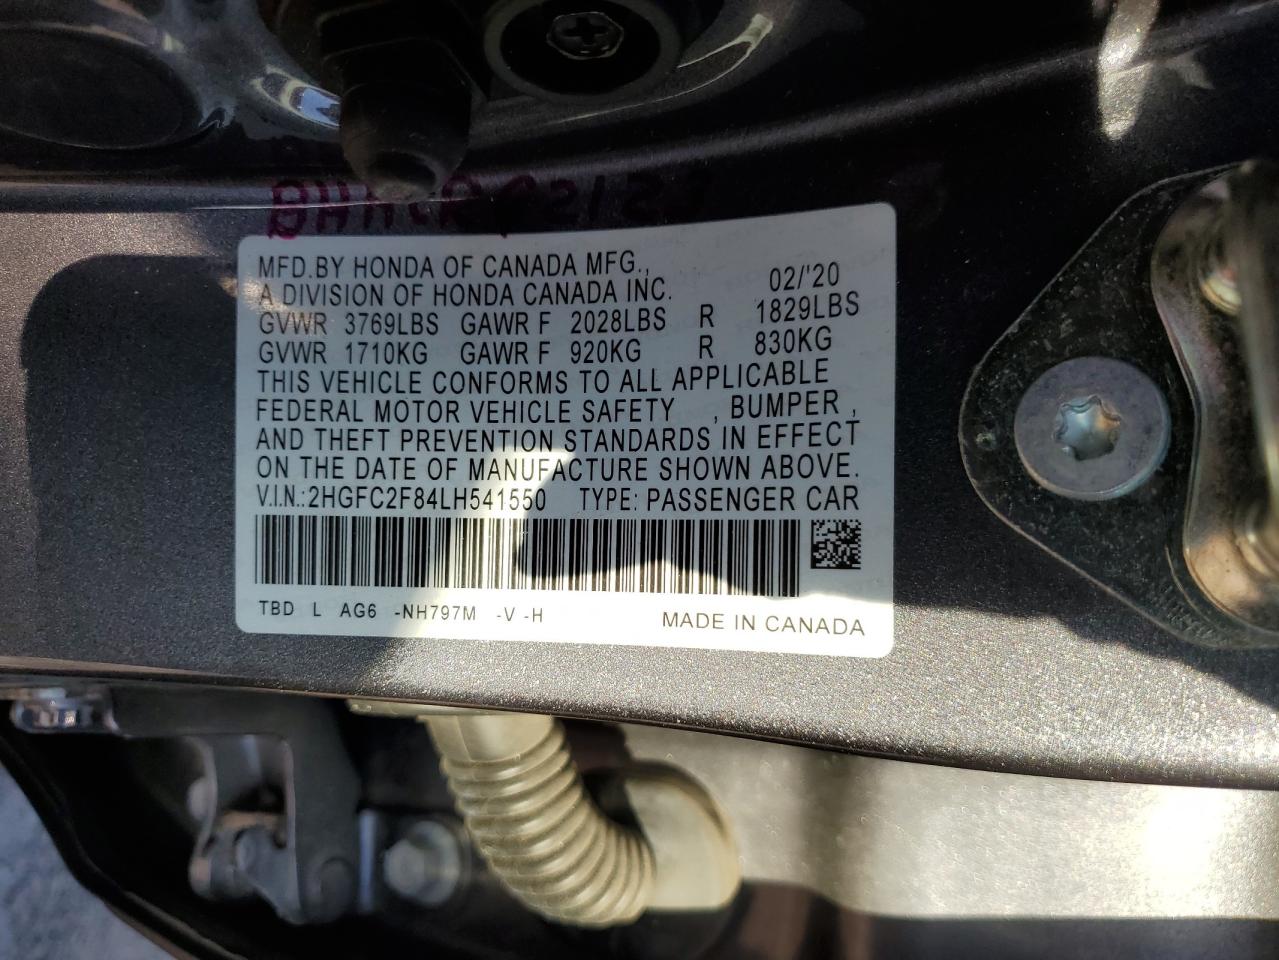 MFD.BY HONDA OF CANADA MFG., 02/'20
A DIVISION OF HONDA CANADA INC.
GVWR 3769LBS GAWR F 2028LBS R 1829LBS
GVWR 1710KG GAWR F 920KG R 830KG
THIS VEHICLE CONFORMS TO ALL APPLICABLE
FEDERAL MOTOR VEHICLE SAFETY , BUMPER ,
AND THEFT PREVENTION STANDARDS IN EFFECT
ON THE DATE OF MANUFACTURE SHOWN ABOVE.
V.I.N.:2HGFC2F84LH541550 TYPE: PASSENGER CAR
TBD L AG6 -NH797M -V -H MADE IN CANADA